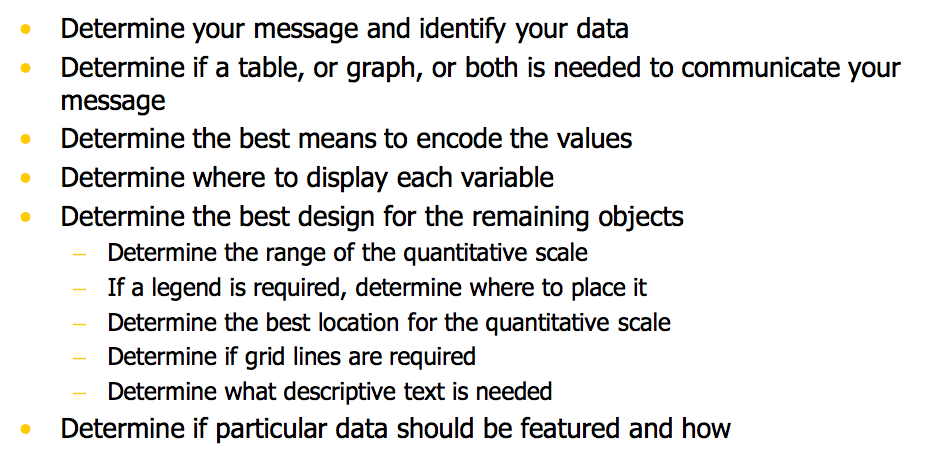 • Determine your message and identify your data
• Determine if a table, or graph, or both is needed to communicate your
message
• Determine the best means to encode the values
• Determine where to display each variable
• Determine the best design for the remaining objects
– Determine the range of the quantitative scale
– If a legend is required, determine where to place it
– Determine the best location for the quantitative scale
– Determine if grid lines are required
– Determine what descriptive text is needed
• Determine if particular data should be featured and how